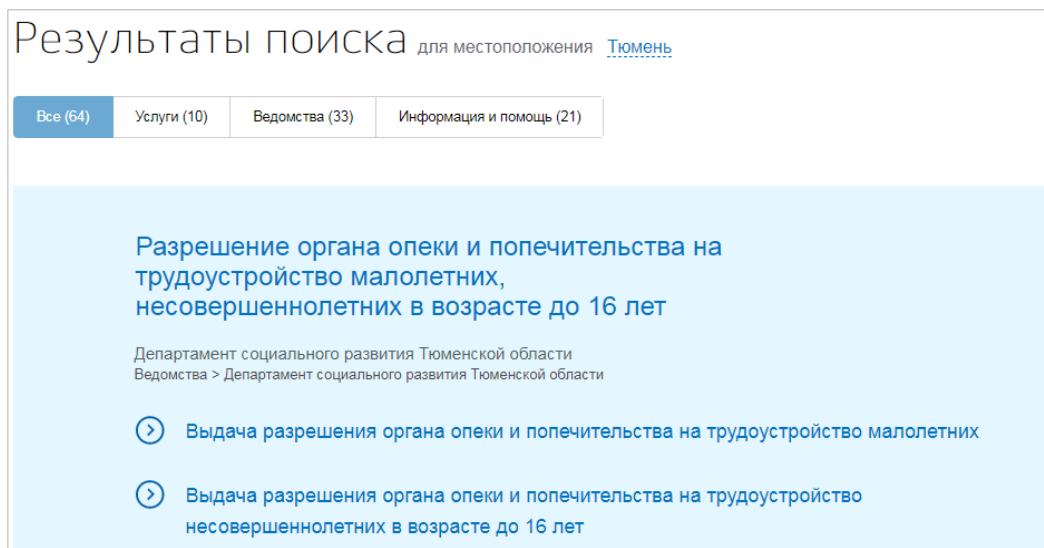 Результаты поиска для местоположения Тюмень
Все (64) Услуги (10) Ведомства (33) Информация и помощь (21)
Разрешение органа опеки и попечительства на
трудоустройство малолетних,
несовершеннолетних в возрасте до 16 лет
Департамент социального развития Тюменской области
Ведомства > Департамент социального развития Тюменской области
Выдача разрешения органа опеки и попечительства на трудоустройство малолетних
Выдача разрешения органа опеки и попечительства на трудоустройство
несовершеннолетних в возрасте до 16 лет